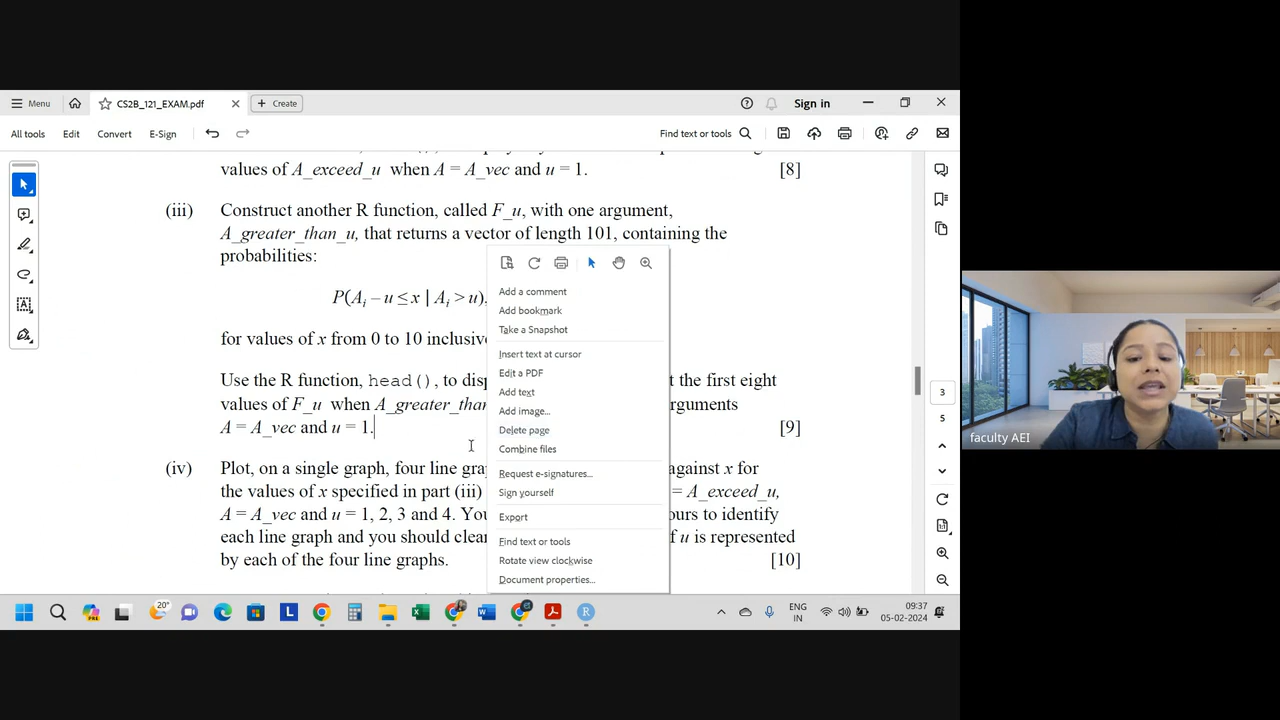 Menu
CS2B_121_EXAM.pdf
Create
Sign in
All tools
Edit
Convert
E-Sign
Find text or tools
values of A_exceed_u when A = A_vec and u = 1. [8]
(iii) Construct another R function, called F_u, with one argument,
A_greater_than_u, that returns a vector of length 101, containing the
probabilities:
P(Ai – u ≤ x | Ai > u),
for values of x from 0 to 10
Use the R function, head(), to the first eight
values of F_u when
A = A_vec and u = 1. [9]
(iv) Plot, on a single graph, four line against x for
the values of x specified in part (iii) = A_exceed_u,
A = A_vec and u = 1, 2, 3 and 4. to identify
each line graph and you should u is represented
by each of the four line graphs. [10]
Add a comment
Add bookmark
Take a Snapshot
Insert text at cursor
Edit a PDF
Add text
Add image...
Delete page
Combine files
Request e-signatures...
Sign yourself
Export
Find text or tools
Rotate view clockwise
Document properties...
3
5
faculty AEI
20°
PRE
L
ENG
IN
09:37
05-02-2024